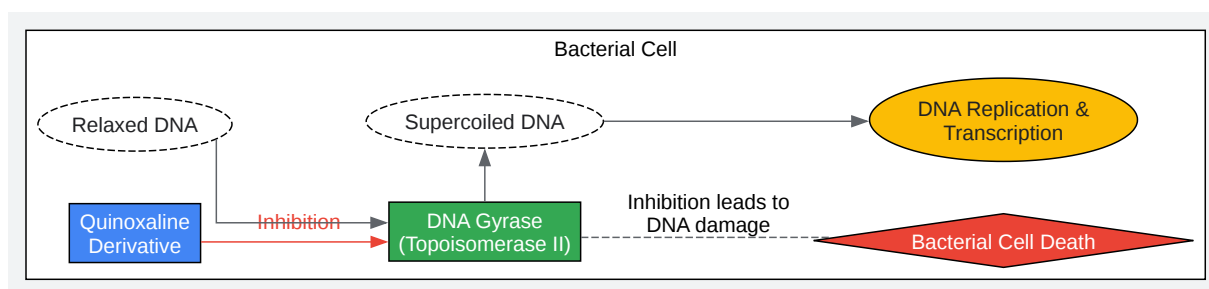 Bacterial Cell
Relaxed DNA
Supercoiled DNA
DNA Replication &
Transcription
Quinoxaline
Derivative
Inhibition
DNA Gyrase
(Topoisomerase II)
Inhibition leads to
DNA damage
Bacterial Cell Death